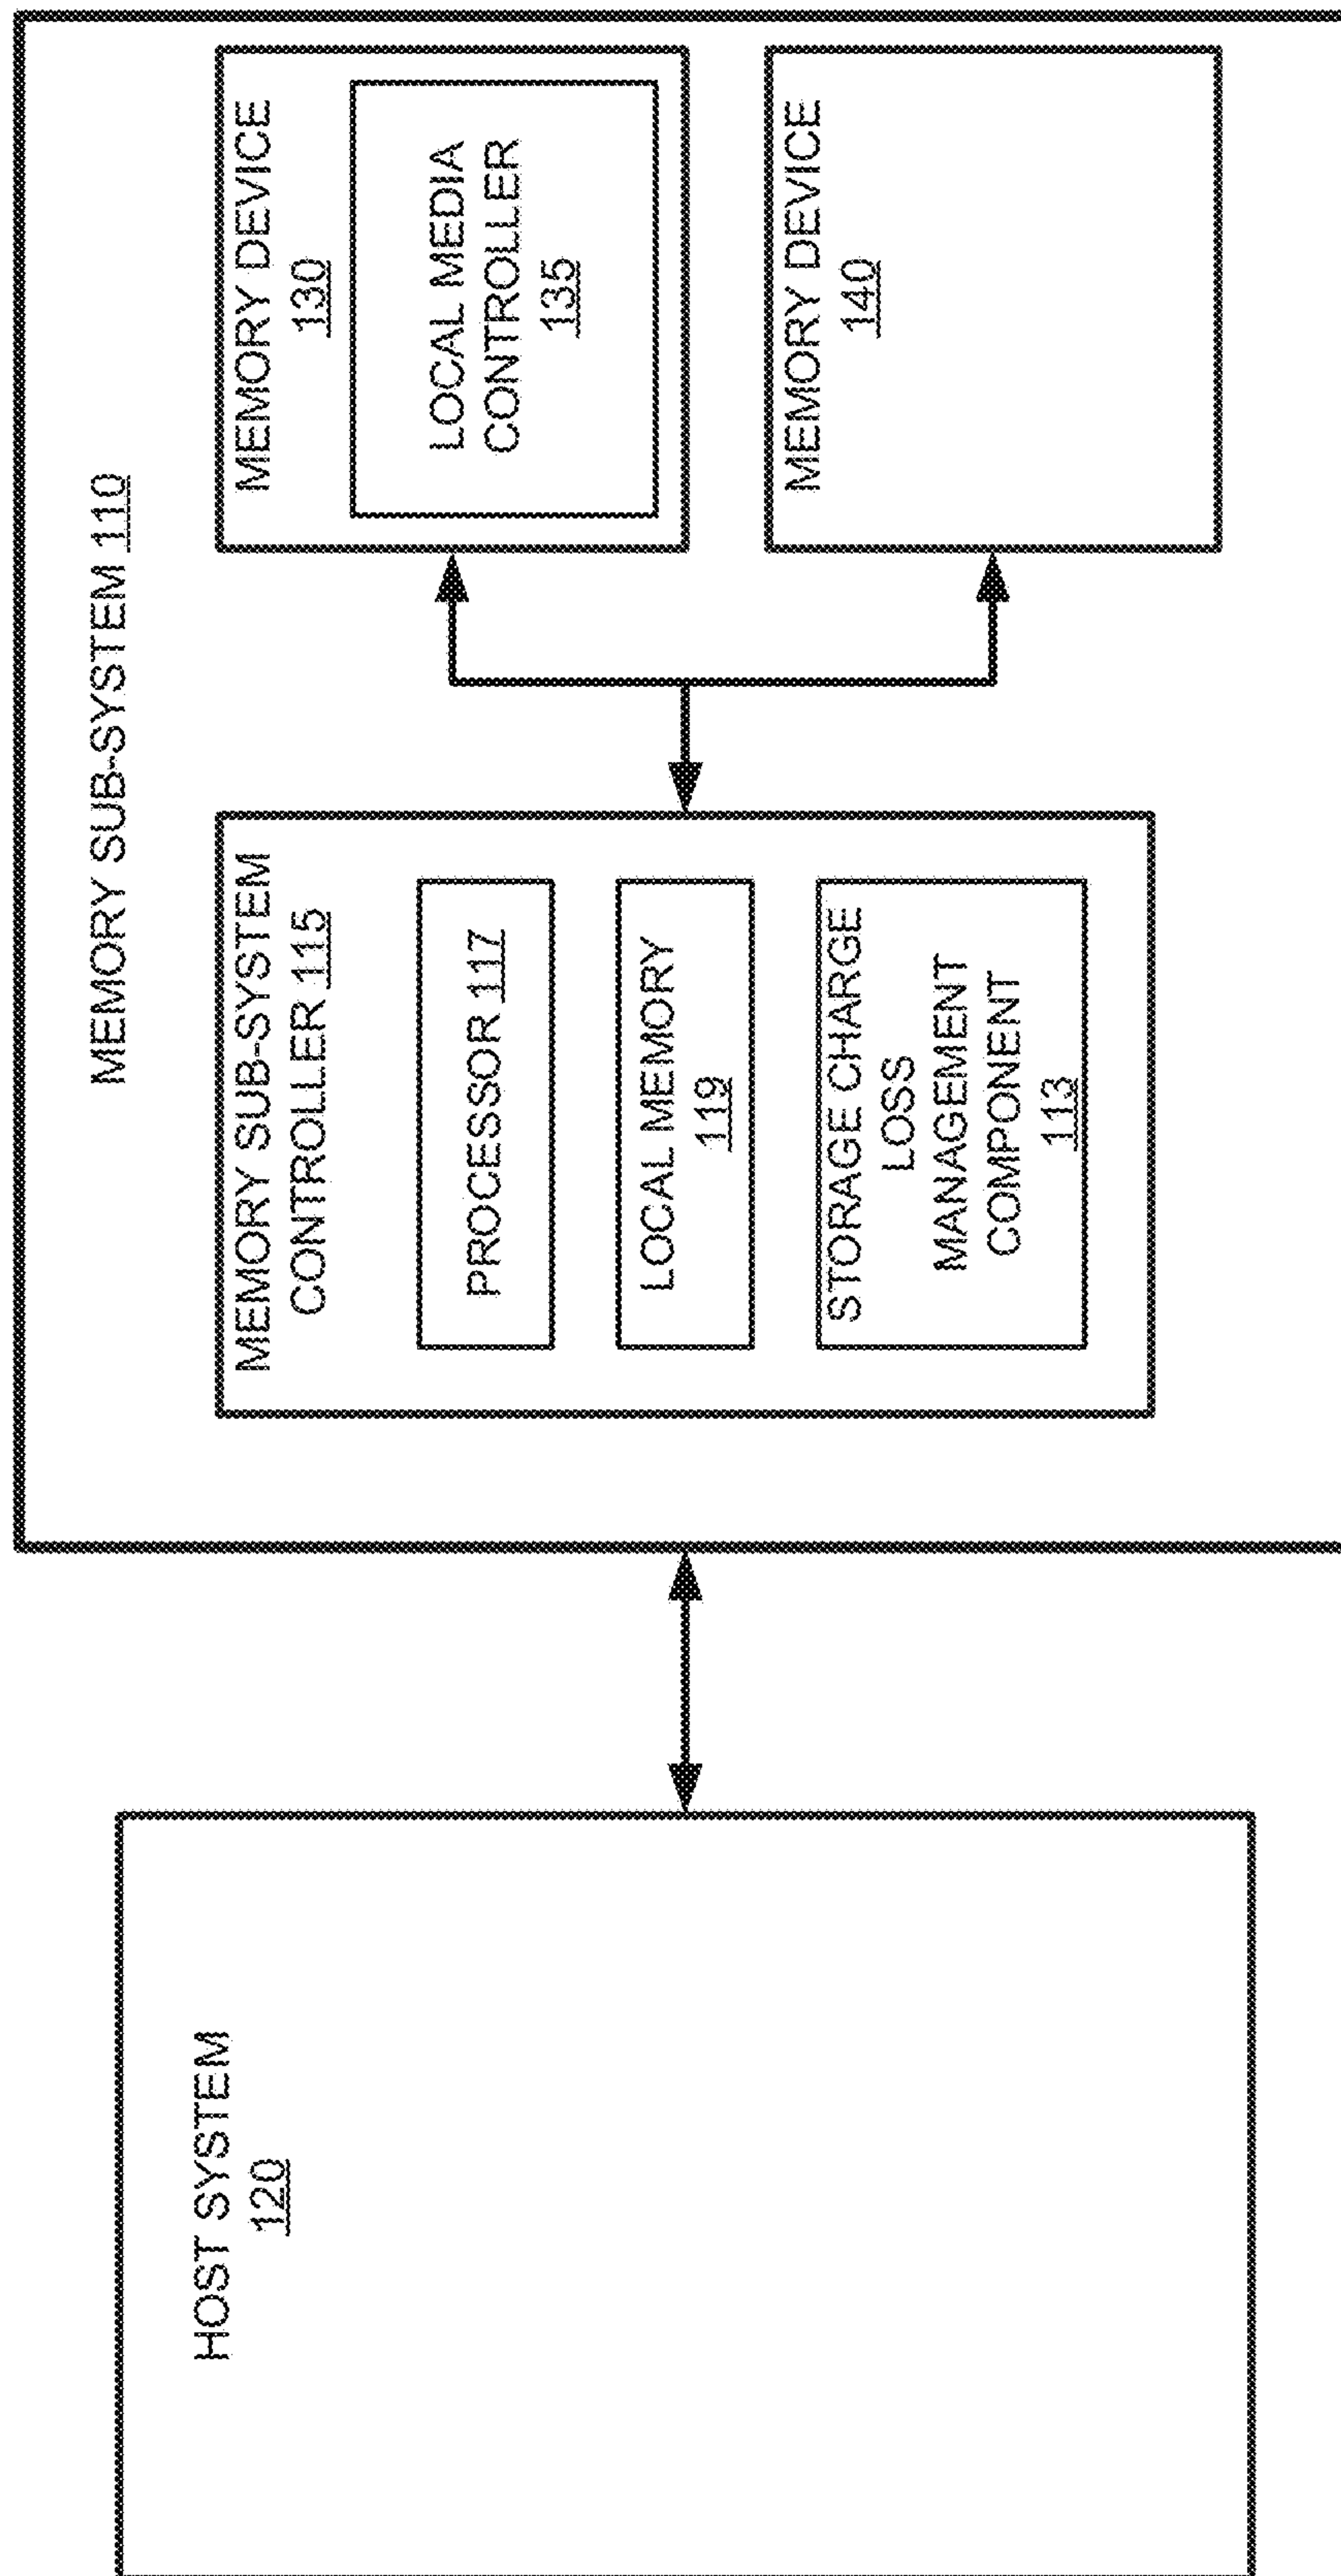 MEMORY SUB-SYSTEM 110
HOST SYSTEM
120
MEMORY SUB-SYSTEM
CONTROLLER 115
PROCESSOR 117
LOCAL MEMORY
119
STORAGE CHARGE
LOSS
MANAGEMENT
COMPONENT
113
MEMORY DEVICE
130
LOCAL MEDIA
CONTROLLER
135
MEMORY DEVICE
140